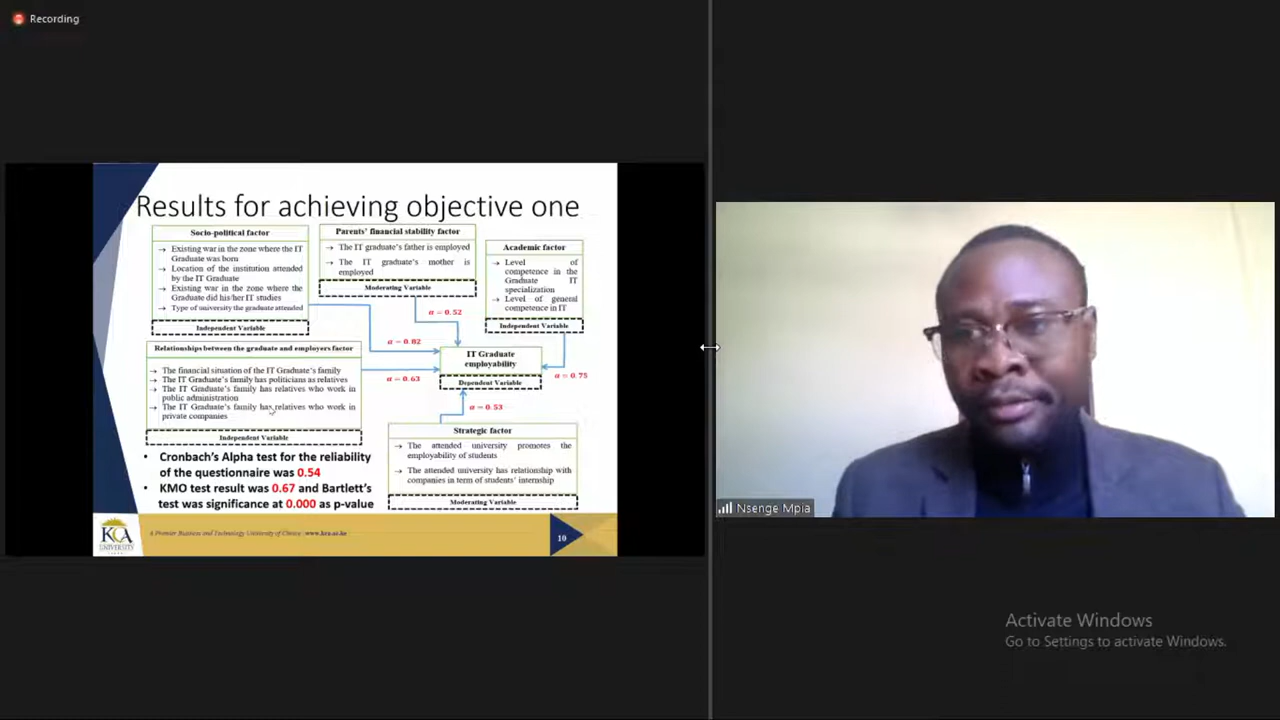 Recording
Results for achieving objective one
Socio-political factor
→ Existing war in the zone where the IT
Graduate was born
→ Location of the institution attended
by the IT Graduate
→ Existing war in the zone where the
Graduate did his/her IT studies
→ Type of university the graduate attended
Independent Variable
Parents' financial stability factor
→ The IT graduate's father is employed
→ The IT graduate's mother is
employed
Moderating Variable
Academic factor
→ Level of
competence in the
Graduate IT
specialization
→ Level of general
competence in IT
Independent Variable
α = 0.52
α = 0.82
Relationships between the graduate and employers factor
→ The financial situation of the IT Graduate's family
→ The IT Graduate's family has politicians as relatives
→ The IT Graduate's family has relatives who work in
public administration
→ The IT Graduate's family has relatives who work in
private companies
Independent Variable
IT Graduate
employability
Dependent Variable
α = 0.63
α = 0.75
α = 0.53
Strategic factor
→ The attended university promotes the
employability of students
→ The attended university has relationship with
companies in term of students' internship
Moderating Variable
• Cronbach's Alpha test for the reliability
of the questionnaire was 0.54
• KMO test result was 0.67 and Bartlett's
test was significance at 0.000 as p-value
KCA
UNIVERSITY
A Premier Business and Technology University of Choice | www.kca.ac.ke
10
Nsenge Mpia
Activate Windows
Go to Settings to activate Windows.